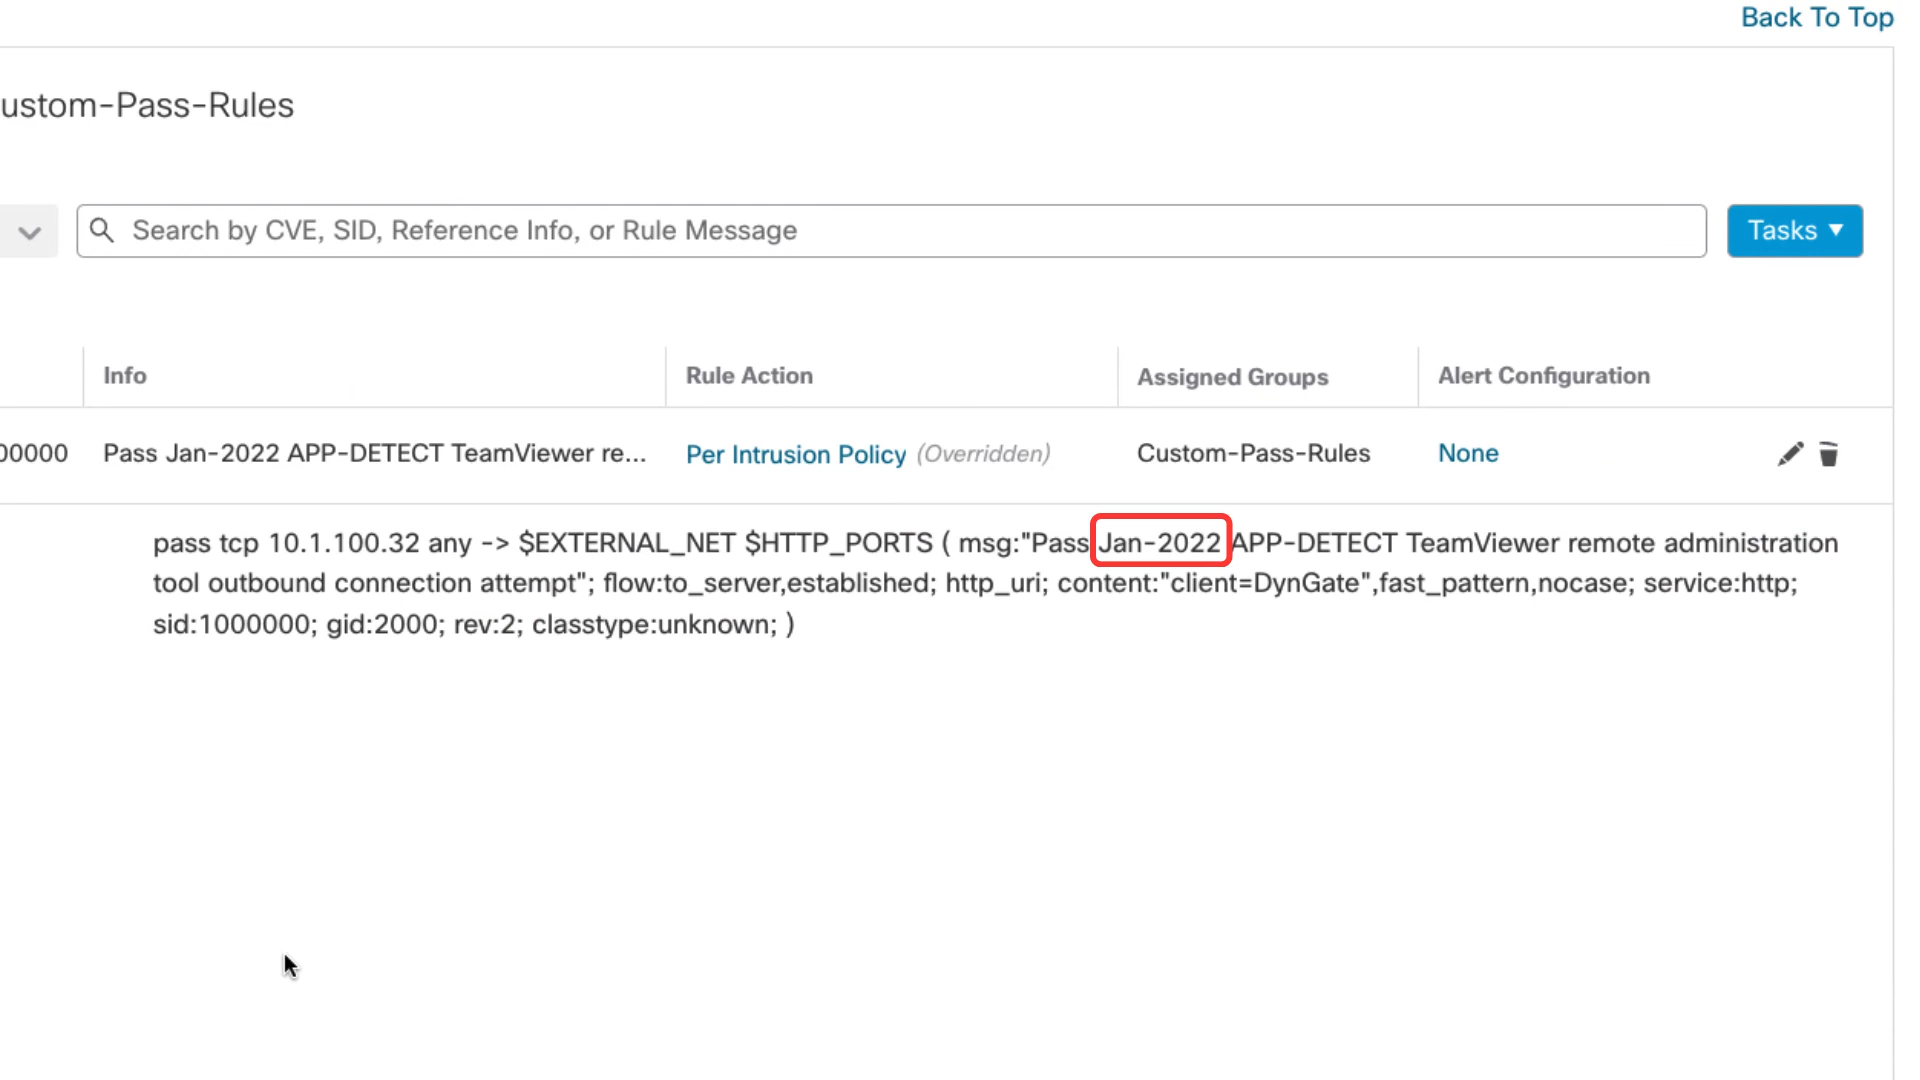 Back To Top
ustom-Pass-Rules
Search by CVE, SID, Reference Info, or Rule Message
Tasks ▼
Info Rule Action Assigned Groups Alert Configuration
00000 Pass Jan-2022 APP-DETECT TeamViewer re... Per Intrusion Policy (Overridden) Custom-Pass-Rules None
pass tcp 10.1.100.32 any -> $EXTERNAL_NET $HTTP_PORTS ( msg:"Pass Jan-2022 APP-DETECT TeamViewer remote administration
tool outbound connection attempt"; flow:to_server,established; http_uri; content:"client=DynGate",fast_pattern,nocase; service:http;
sid:1000000; gid:2000; rev:2; classtype:unknown; )